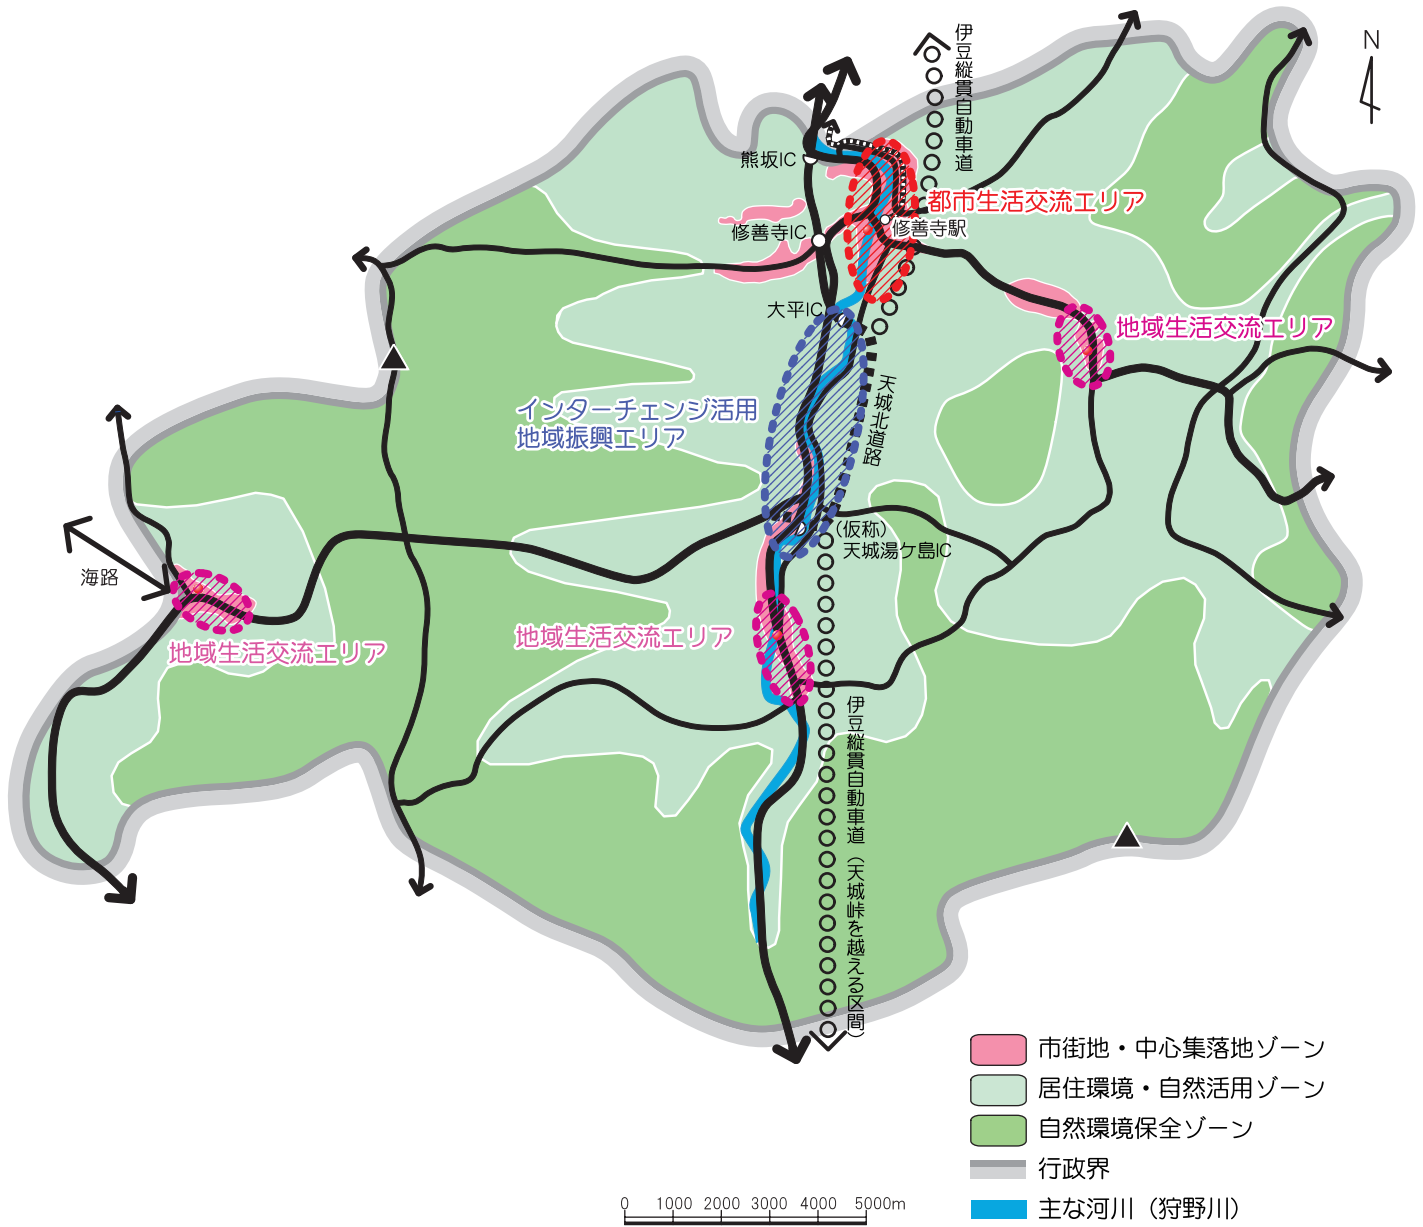 伊豆縦貫自動車道
N
熊坂IC
都市生活交流エリア
修善寺駅
修善寺IC
大平IC
地域生活交流エリア
天城北道路
インターチェンジ活用
地域振興エリア
（仮称）
天城湯ケ島IC
海路
地域生活交流エリア
地域生活交流エリア
伊豆縦貫自動車道（天城峠を越える区間）
市街地・中心集落地ゾーン
居住環境・自然活用ゾーン
自然環境保全ゾーン
行政界
主な河川（狩野川）
0 1000 2000 3000 4000 5000m